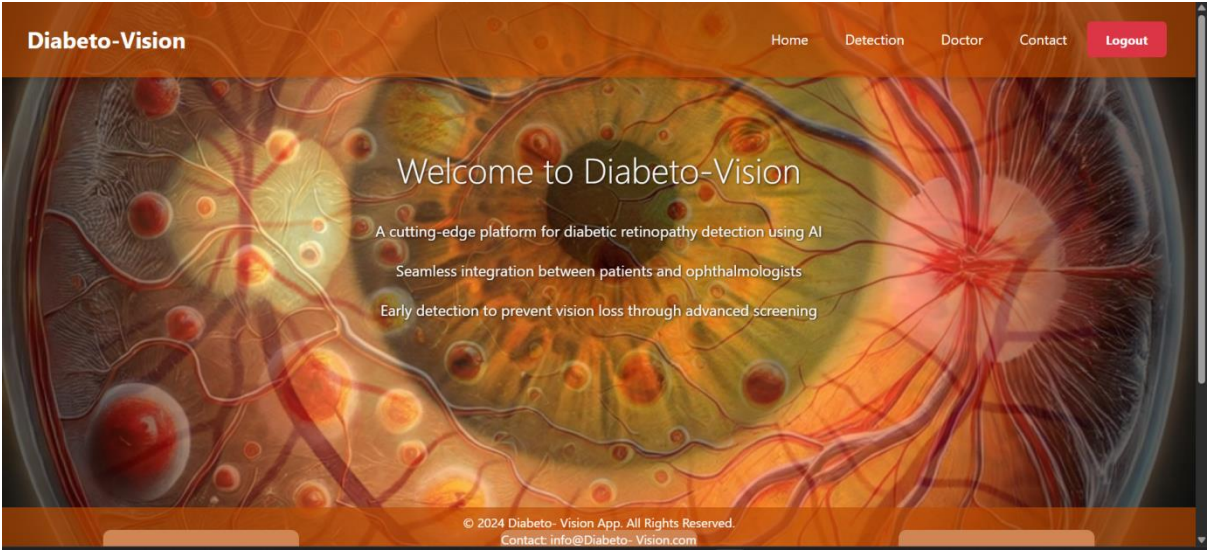 Diabeto-Vision
Home Detection Doctor Contact Logout
Welcome to Diabeto-Vision
A cutting-edge platform for diabetic retinopathy detection using AI
Seamless integration between patients and ophthalmologists
Early detection to prevent vision loss through advanced screening
© 2024 Diabeto- Vision App. All Rights Reserved.
Contact: info@Diabeto- Vision.com